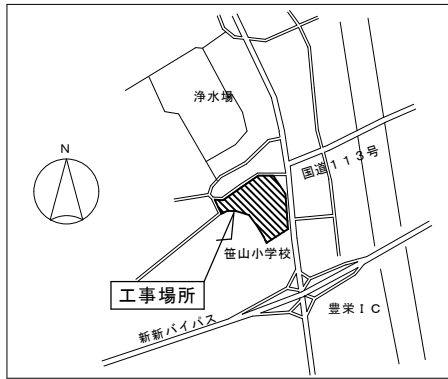 浄水場
N
国道１１３号
笹山小学校
工事場所
豊栄ＩＣ
新新バイパス